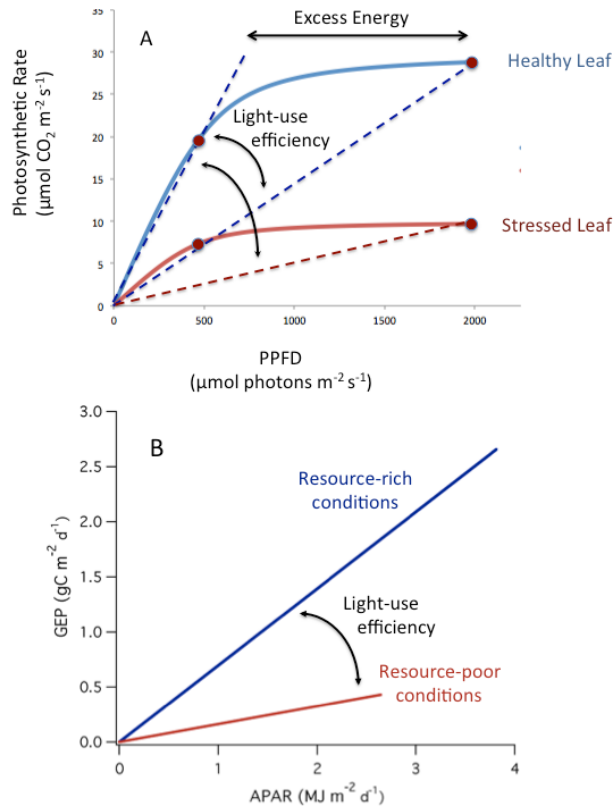 A
Excess Energy
Healthy Leaf
Light-use
efficiency
Stressed Leaf
Photosynthetic Rate
(μmol CO₂ m⁻² s⁻¹)
35
30
25
20
15
10
5
0
0 500 1000 1500 2000
PPFD
(μmol photons m⁻² s⁻¹)
B
Resource-rich
conditions
Light-use
efficiency
Resource-poor
conditions
GEP (gC m⁻² d⁻¹)
3.0
2.5
2.0
1.5
1.0
0.5
0.0
0 1 2 3 4
APAR (MJ m⁻² d⁻¹)